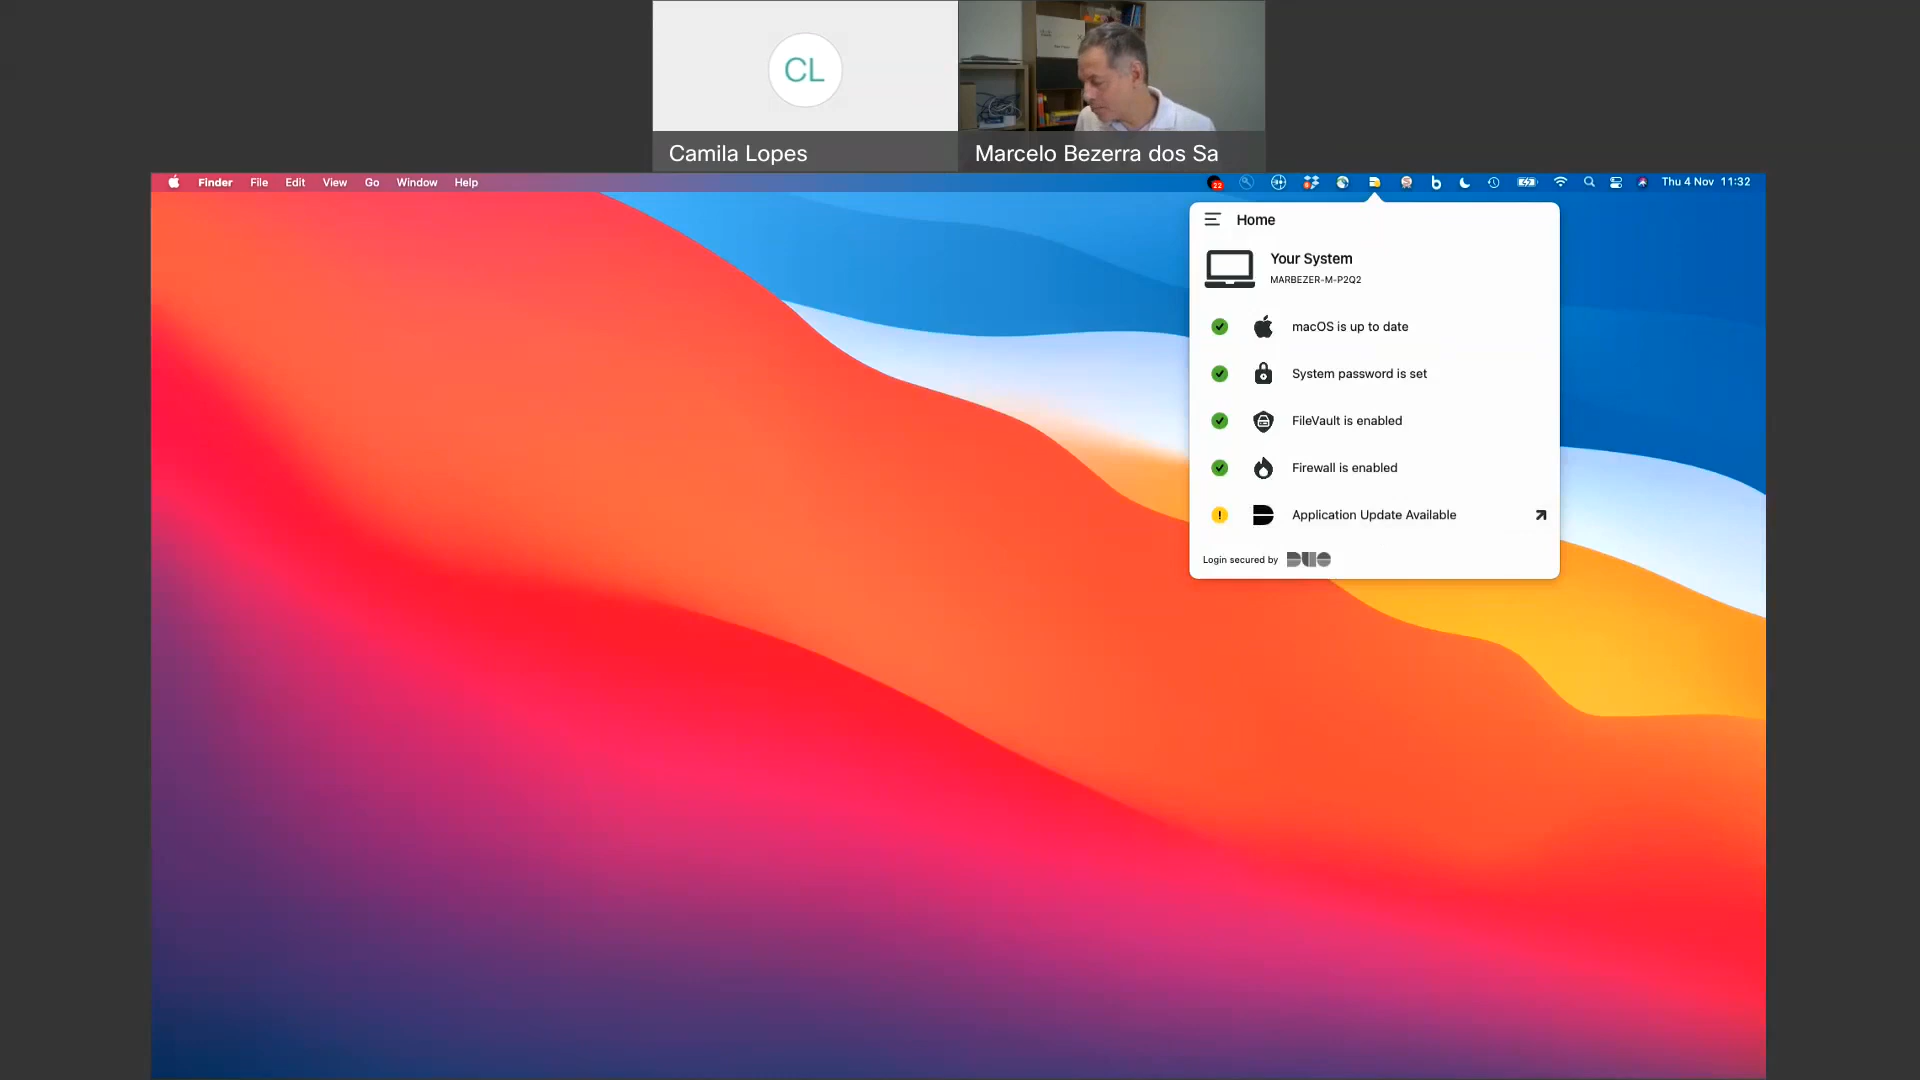 CL
Camila Lopes
Marcelo Bezerra dos Sa
Finder File Edit View Go Window Help
22
Thu 4 Nov 11:32
Home
Your System
MARBEZER-M-P2Q2
macOS is up to date
System password is set
FileVault is enabled
Firewall is enabled
Application Update Available
Login secured by DUO